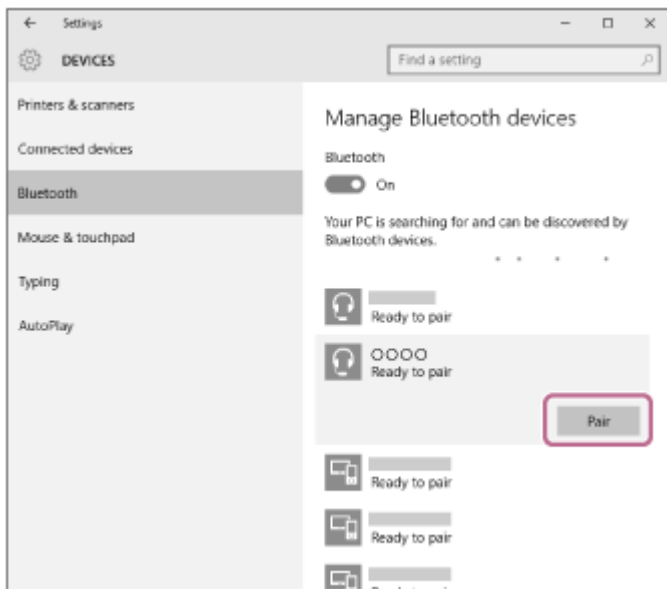 Settings
DEVICES
Find a setting
Printers & scanners
Connected devices
Bluetooth
Mouse & touchpad
Typing
AutoPlay
Manage Bluetooth devices
Bluetooth
On
Your PC is searching for and can be discovered by
Bluetooth devices.
Ready to pair
OOOO
Ready to pair
Pair
Ready to pair
Ready to pair